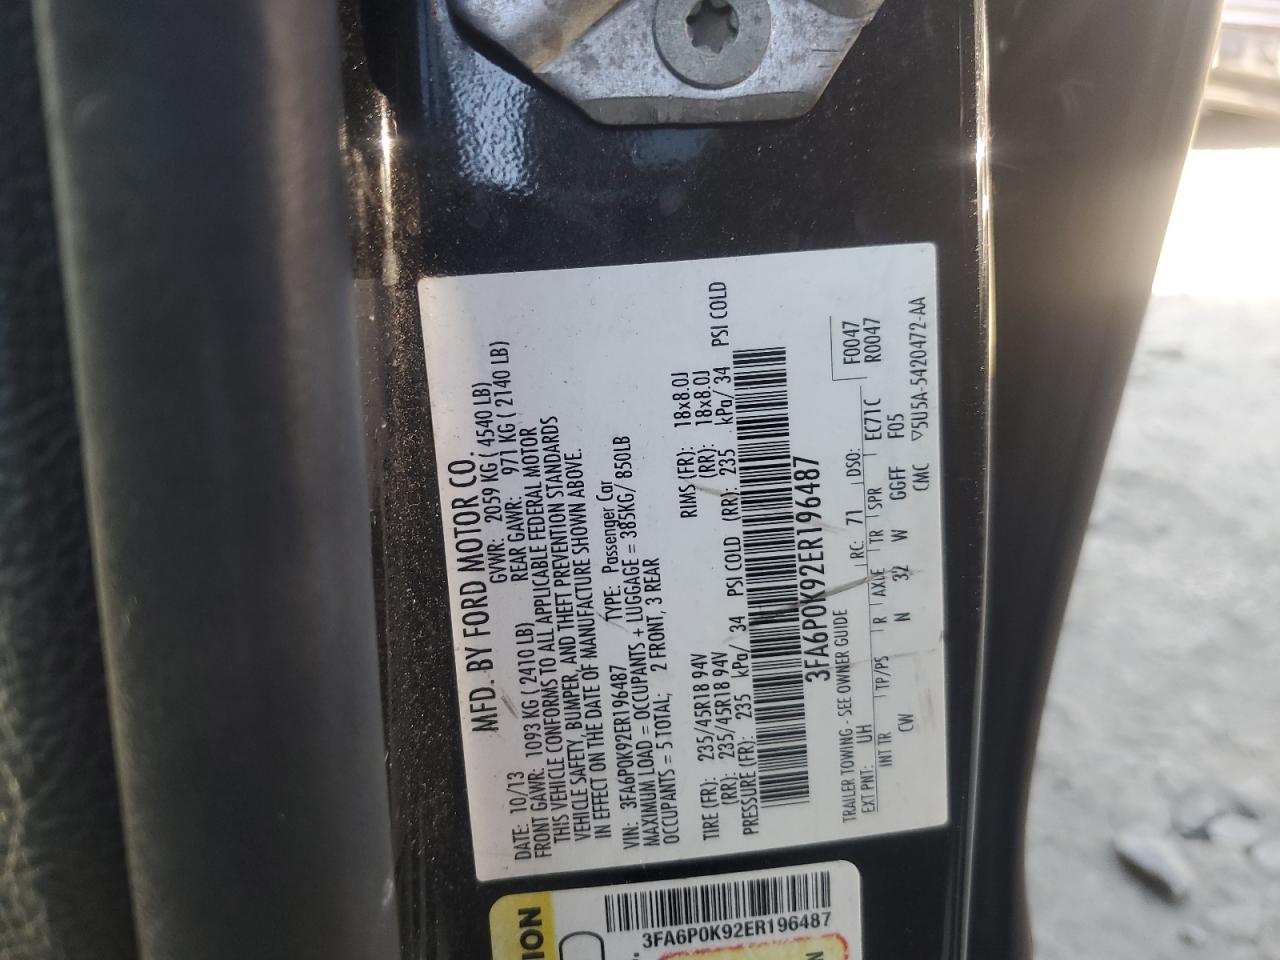 MFD. BY FORD MOTOR CO.
DATE: 10/13 GVWR: 2059 KG ( 4540 LB)
FRONT GAWR: 1093 KG ( 2410 LB) REAR GAWR: 971 KG ( 2140 LB)
THIS VEHICLE CONFORMS TO ALL APPLICABLE FEDERAL MOTOR
VEHICLE SAFETY, BUMPER, AND THEFT PREVENTION STANDARDS
IN EFFECT ON THE DATE OF MANUFACTURE SHOWN ABOVE.
VIN: 3FA6P0K92ER196487 TYPE: Passenger Car
MAXIMUM LOAD = OCCUPANTS + LUGGAGE = 385KG/ 850LB
OCCUPANTS = 5 TOTAL; 2 FRONT, 3 REAR
TIRE (FR): 235/45R18 94V RIMS (FR): 18x8.0J
(RR): 235/45R18 94V (RR): 18x8.0J
PRESSURE (FR): 235 kPa/ 34 PSI COLD (RR): 235 kPa/ 34 PSI COLD
3FA6P0K92ER196487
TRAILER TOWING - SEE OWNER GUIDE F0047
EXT PNT: UH RC: 71 DSO: R0047
INT TR TP/PS R AXLE TR SPR EC71C
CW N 32 W GGFF F05
CMC ▽5U5A-5420472-AA
3FA6P0K92ER196487